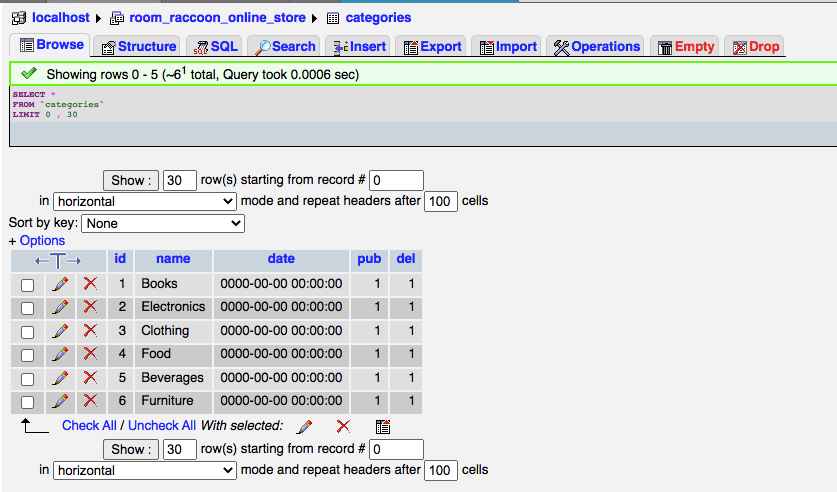 localhost ▸ room_raccoon_online_store ▸ categories
Browse Structure SQL Search Insert Export Import Operations Empty Drop
Showing rows 0 - 5 (~6¹ total, Query took 0.0006 sec)
SELECT *
FROM `categories`
LIMIT 0 , 30
Show : 30 row(s) starting from record # 0
in horizontal mode and repeat headers after 100 cells
Sort by key: None
+ Options
←T→ id name date pub del
1 Books 0000-00-00 00:00:00 1 1
2 Electronics 0000-00-00 00:00:00 1 1
3 Clothing 0000-00-00 00:00:00 1 1
4 Food 0000-00-00 00:00:00 1 1
5 Beverages 0000-00-00 00:00:00 1 1
6 Furniture 0000-00-00 00:00:00 1 1
Check All / Uncheck All With selected:
Show : 30 row(s) starting from record # 0
in horizontal mode and repeat headers after 100 cells